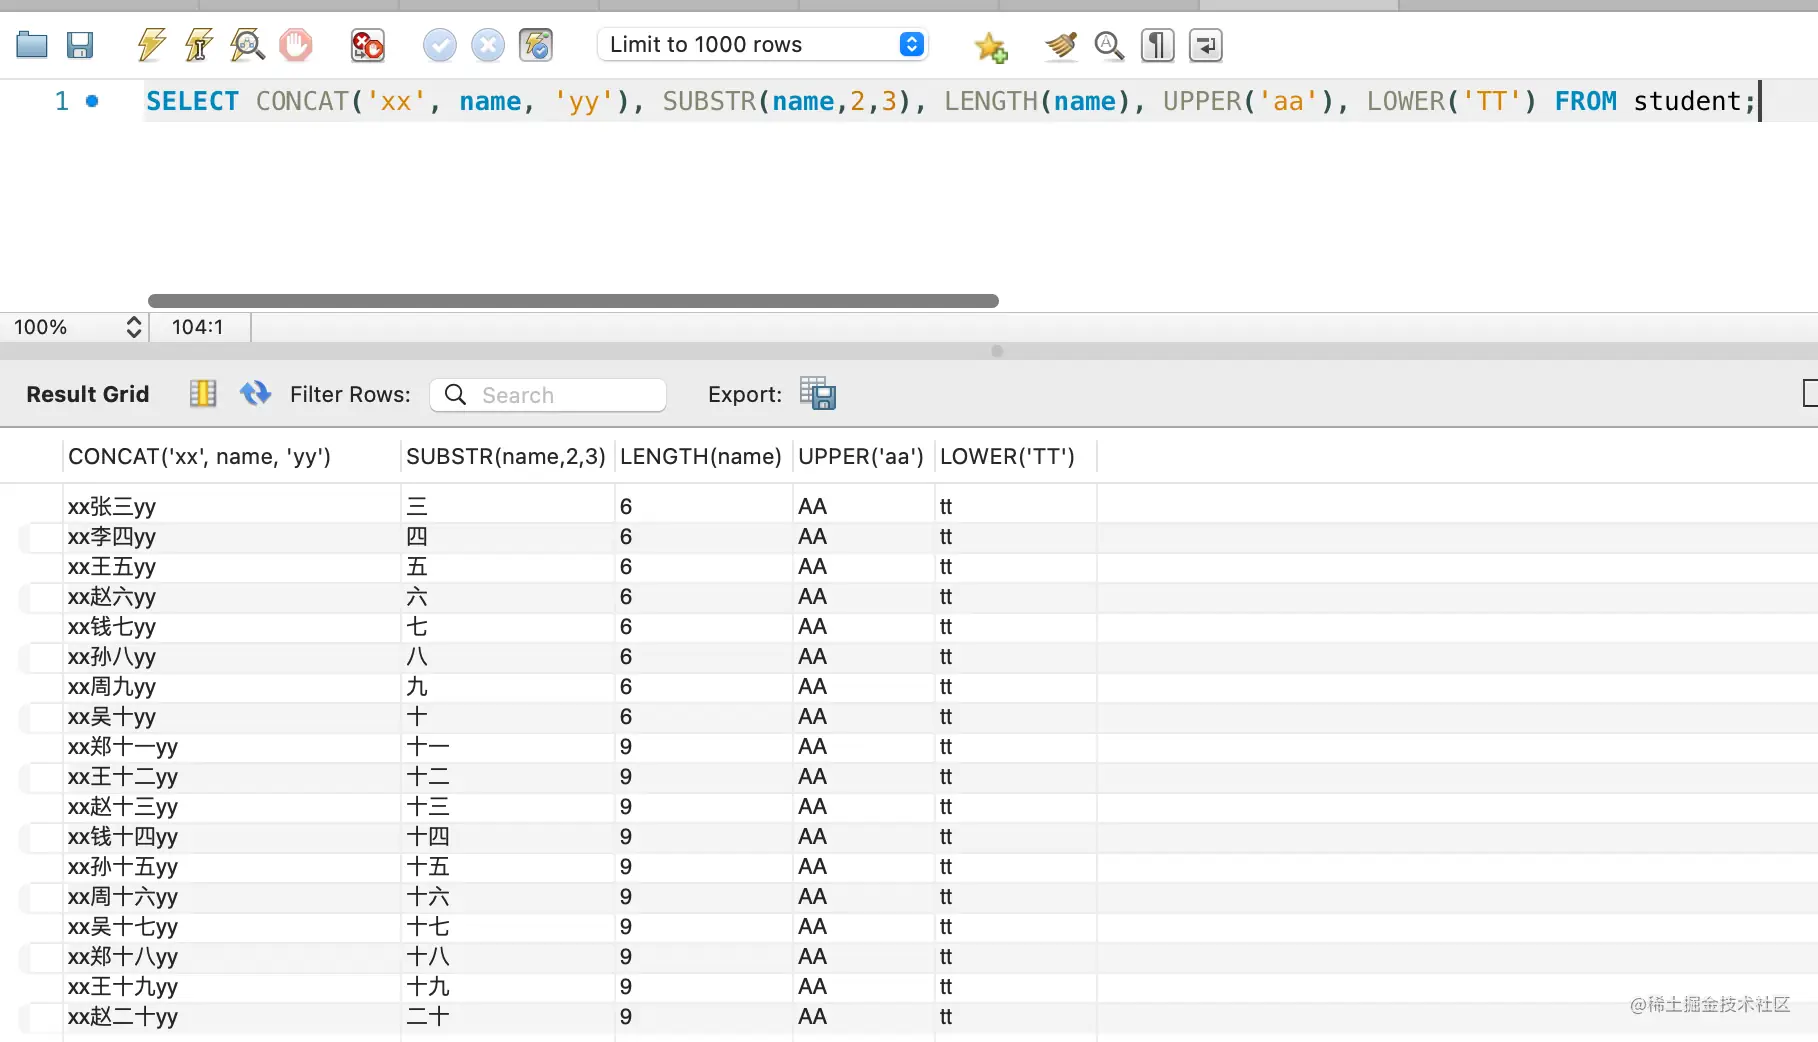 Limit to 1000 rows
1 SELECT CONCAT('xx', name, 'yy'), SUBSTR(name,2,3), LENGTH(name), UPPER('aa'), LOWER('TT') FROM student;
100% 104:1
Result Grid Filter Rows: Search Export:
CONCAT('xx', name, 'yy') SUBSTR(name,2,3) LENGTH(name) UPPER('aa') LOWER('TT')
xx张三yy 三 6 AA tt
xx李四yy 四 6 AA tt
xx王五yy 五 6 AA tt
xx赵六yy 六 6 AA tt
xx钱七yy 七 6 AA tt
xx孙八yy 八 6 AA tt
xx周九yy 九 6 AA tt
xx吴十yy 十 6 AA tt
xx郑十一yy 十一 9 AA tt
xx王十二yy 十二 9 AA tt
xx赵十三yy 十三 9 AA tt
xx钱十四yy 十四 9 AA tt
xx孙十五yy 十五 9 AA tt
xx周十六yy 十六 9 AA tt
xx吴十七yy 十七 9 AA tt
xx郑十八yy 十八 9 AA tt
xx王十九yy 十九 9 AA tt
xx赵二十yy 二十 9 AA tt
@稀土掘金技术社区